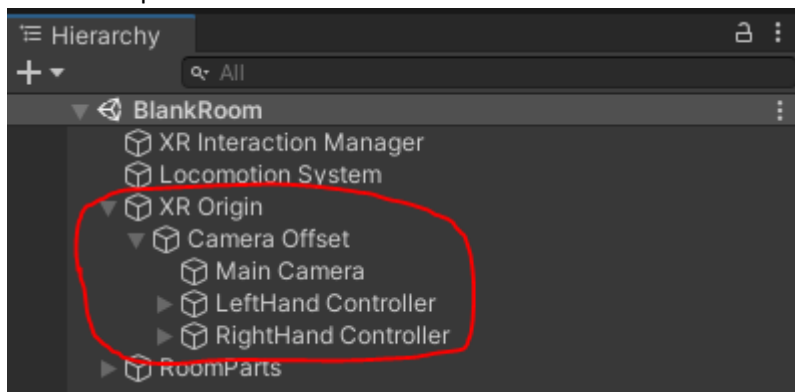 Hierarchy
All
BlankRoom
XR Interaction Manager
Locomotion System
XR Origin
Camera Offset
Main Camera
LeftHand Controller
RightHand Controller
RoomParts